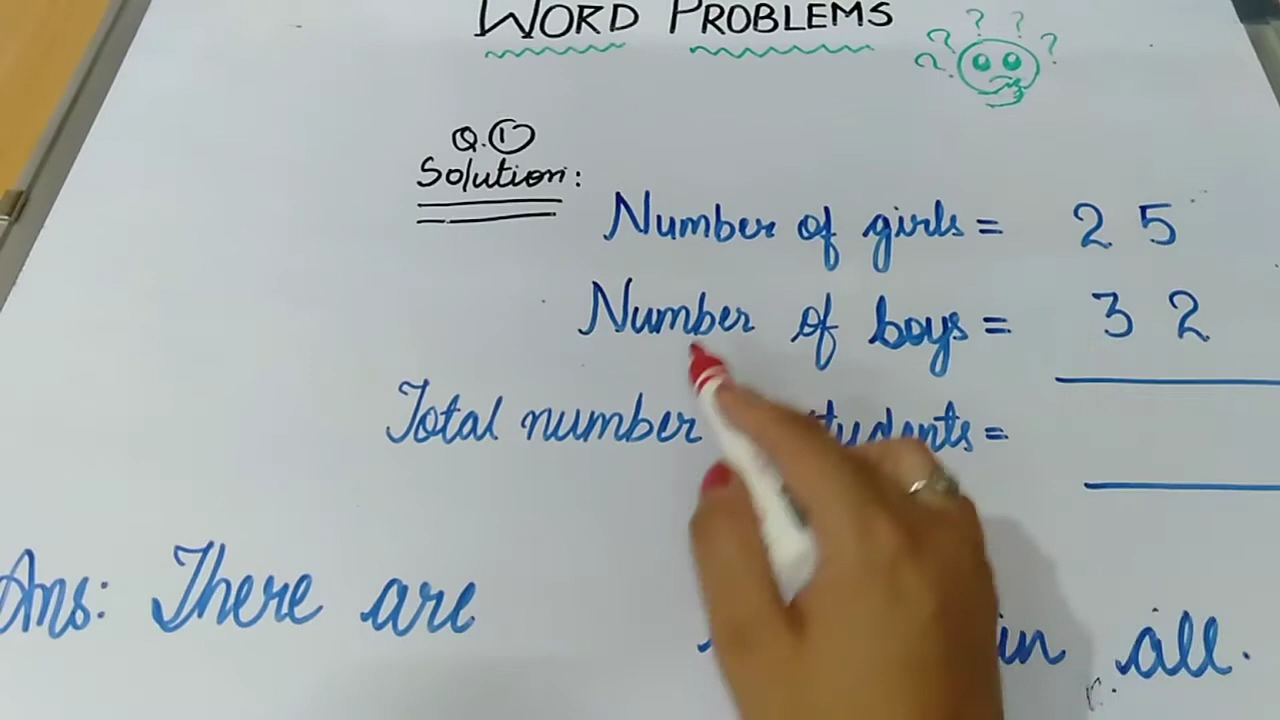 WORD PROBLEMS
Q.①
Solution:
Number of girls = 25
Number of boys = 32
Total number students =
Ans: There are in all.